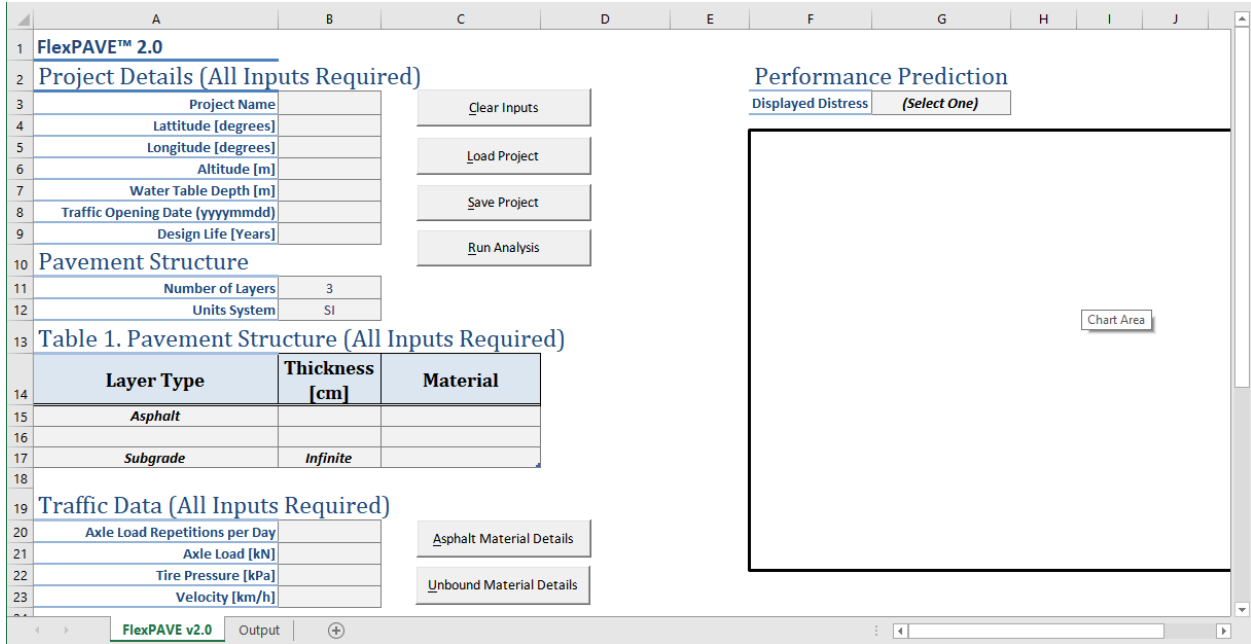 A B C D E F G H I J
1 FlexPAVE™ 2.0
2 Project Details (All Inputs Required) Performance Prediction
3 Project Name Clear Inputs Displayed Distress (Select One)
4 Lattitude [degrees]
5 Longitude [degrees] Load Project
6 Altitude [m]
7 Water Table Depth [m]
8 Traffic Opening Date (yyyymmdd) Save Project
9 Design Life [Years]
10 Pavement Structure Run Analysis
11 Number of Layers 3
12 Units System SI
Chart Area
13 Table 1. Pavement Structure (All Inputs Required)
14 Layer Type Thickness [cm] Material
15 Asphalt
16
17 Subgrade Infinite
18
19 Traffic Data (All Inputs Required)
20 Axle Load Repetitions per Day Asphalt Material Details
21 Axle Load [kN]
22 Tire Pressure [kPa] Unbound Material Details
23 Velocity [km/h]
FlexPAVE v2.0 Output